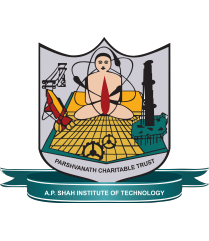 PARSHVANATH CHARITABLE TRUST
A.P. SHAH INSTITUTE OF TECHNOLOGY